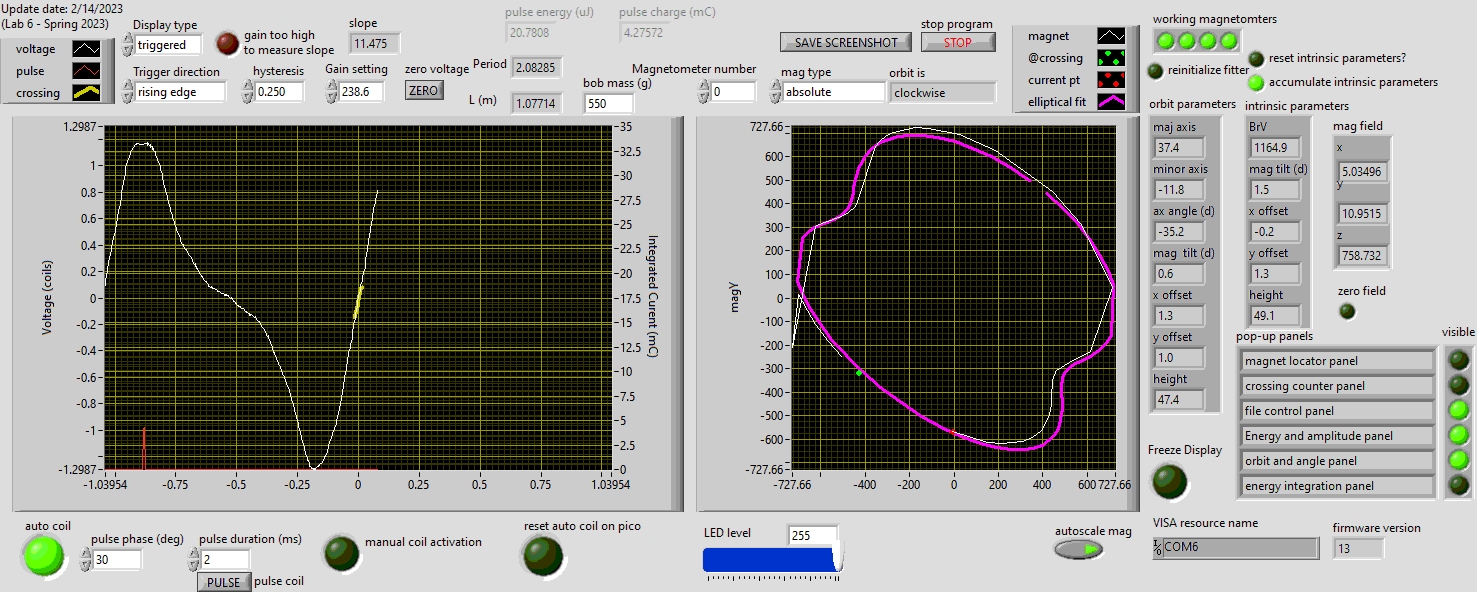 Update date: 2/14/2023
(Lab 6 - Spring 2023)
voltage
pulse
crossing
Display type
triggered
gain too high
to measure slope
slope
11.475
Trigger direction
rising edge
hysteresis
0.250
Gain setting
238.6
zero voltage
ZERO
pulse energy (uJ)
20.7808
pulse charge (mC)
4.27572
Period
2.08285
L (m)
1.07714
bob mass (g)
550
Magnetometer number
0
mag type
absolute
SAVE SCREENSHOT
stop program
STOP
orbit is
clockwise
magnet
@crossing
current pt
elliptical fit
working magnetomters
reinitialize fitter
reset intrinsic parameters?
accumulate intrinsic parameters
Voltage (coils)
1.2987
1
0.8
0.6
0.4
0.2
0
-0.2
-0.4
-0.6
-0.8
-1
-1.2987
-1.03954
-0.75
-0.5
-0.25
0
0.25
0.5
0.75
1.03954
35
32.5
30
27.5
25
22.5
20
17.5
15
12.5
10
7.5
5
2.5
0
Integrated Current (mC)
magY
727.66
600
500
400
300
200
100
0
-100
-200
-300
-400
-500
-600
-727.66
-727.66
-400
-200
0
200
400
600
727.66
orbit parameters
maj axis
37.4
minor axis
-11.8
ax angle (d)
-35.2
mag tilt (d)
0.6
x offset
1.3
y offset
1.0
height
47.4
intrinsic parameters
BrV
1164.9
mag tilt (d)
1.5
x offset
-0.2
y offset
1.3
height
49.1
mag field
x
5.03496
y
10.9515
z
758.732
zero field
pop-up panels
visible
magnet locator panel
crossing counter panel
file control panel
Energy and amplitude panel
orbit and angle panel
energy integration panel
Freeze Display
auto coil
pulse phase (deg)
30
pulse duration (ms)
2
PULSE
pulse coil
manual coil activation
reset auto coil on pico
LED level
255
autoscale mag
VISA resource name
COM6
firmware version
13